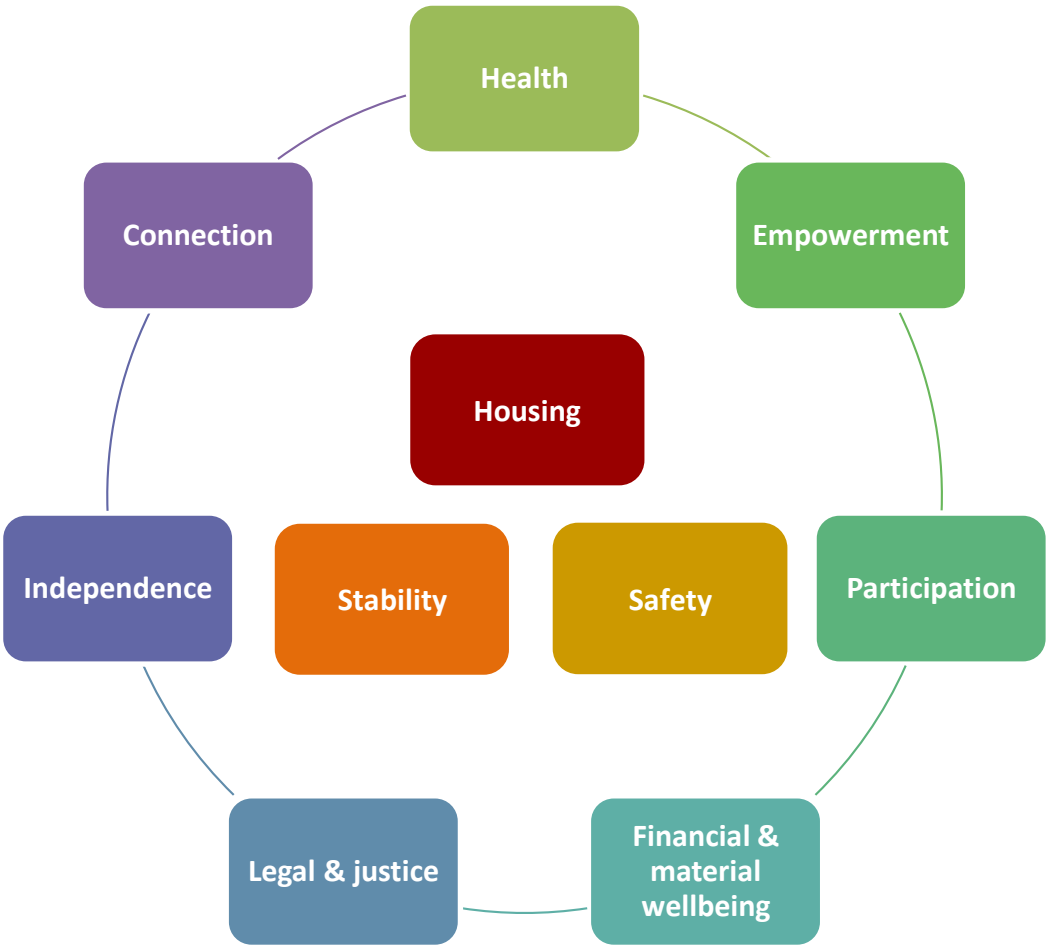 Health
Connection
Empowerment
Housing
Independence
Stability
Safety
Participation
Legal & justice
Financial &
material
wellbeing